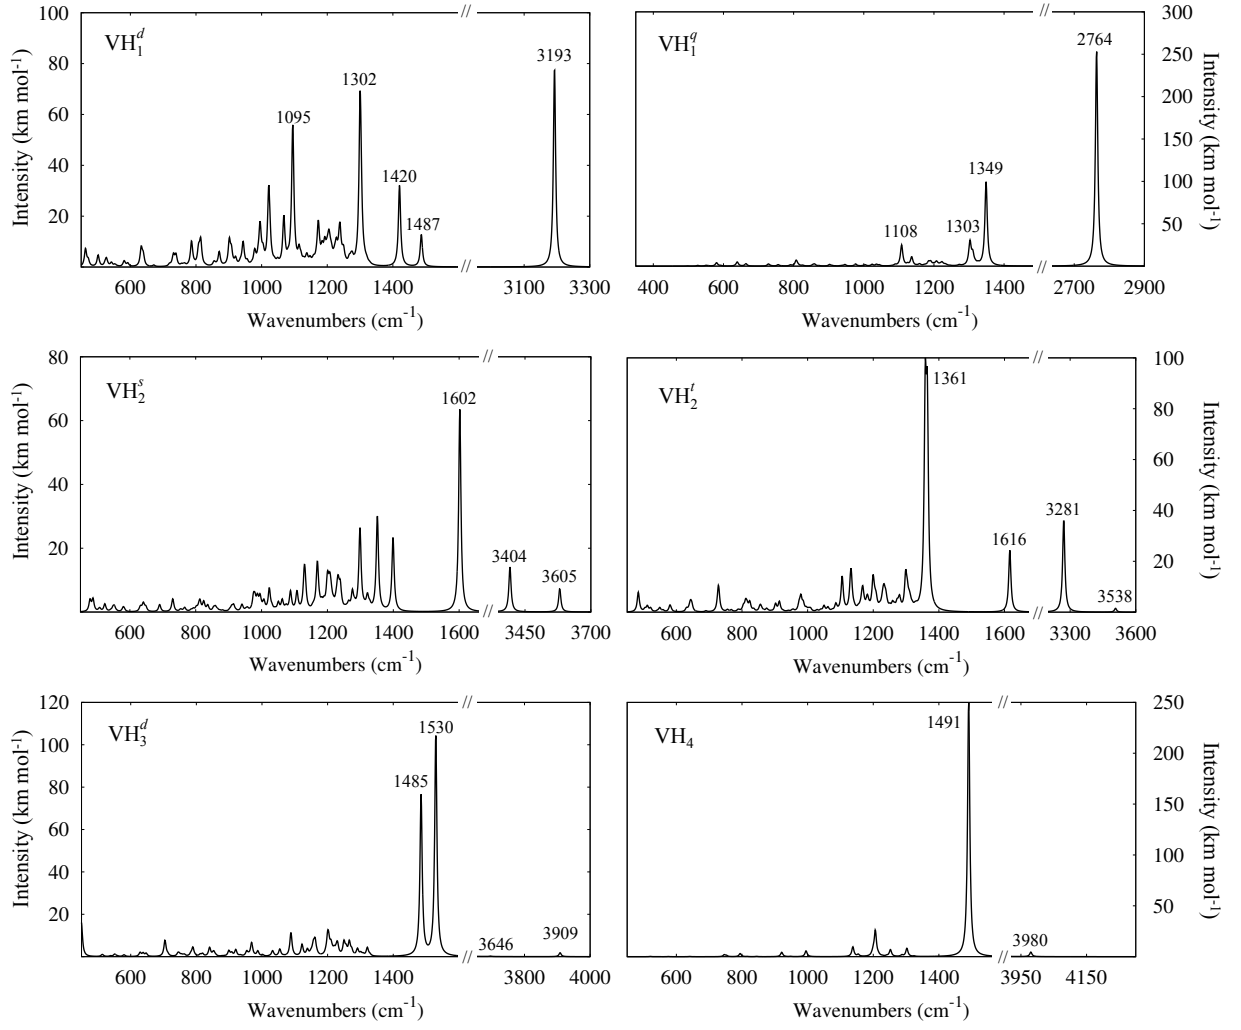 100
80
60
40
20
Intensity (km mol⁻¹)
VH₁ᵈ
1095
1302
1420
1487
3193
//
//
600 800 1000 1200 1400 3100 3300
Wavenumbers (cm⁻¹)
300
250
200
150
100
50
Intensity (km mol⁻¹)
VH₁^q
1108
1303
1349
2764
//
//
400 600 800 1000 1200 1400 2700 2900
Wavenumbers (cm⁻¹)
80
60
40
20
Intensity (km mol⁻¹)
VH₂ˢ
1602
3404
3605
//
//
600 800 1000 1200 1400 1600 3450 3700
Wavenumbers (cm⁻¹)
100
80
60
40
20
Intensity (km mol⁻¹)
VH₂ᵗ
1361
1616
3281
3538
//
//
600 800 1000 1200 1400 1600 3300 3600
Wavenumbers (cm⁻¹)
120
100
80
60
40
20
Intensity (km mol⁻¹)
VH₃ᵈ
1485
1530
3646
3909
//
//
600 800 1000 1200 1400 3800 4000
Wavenumbers (cm⁻¹)
250
200
150
100
50
Intensity (km mol⁻¹)
VH₄
1491
3980
//
//
600 800 1000 1200 1400 3950 4150
Wavenumbers (cm⁻¹)